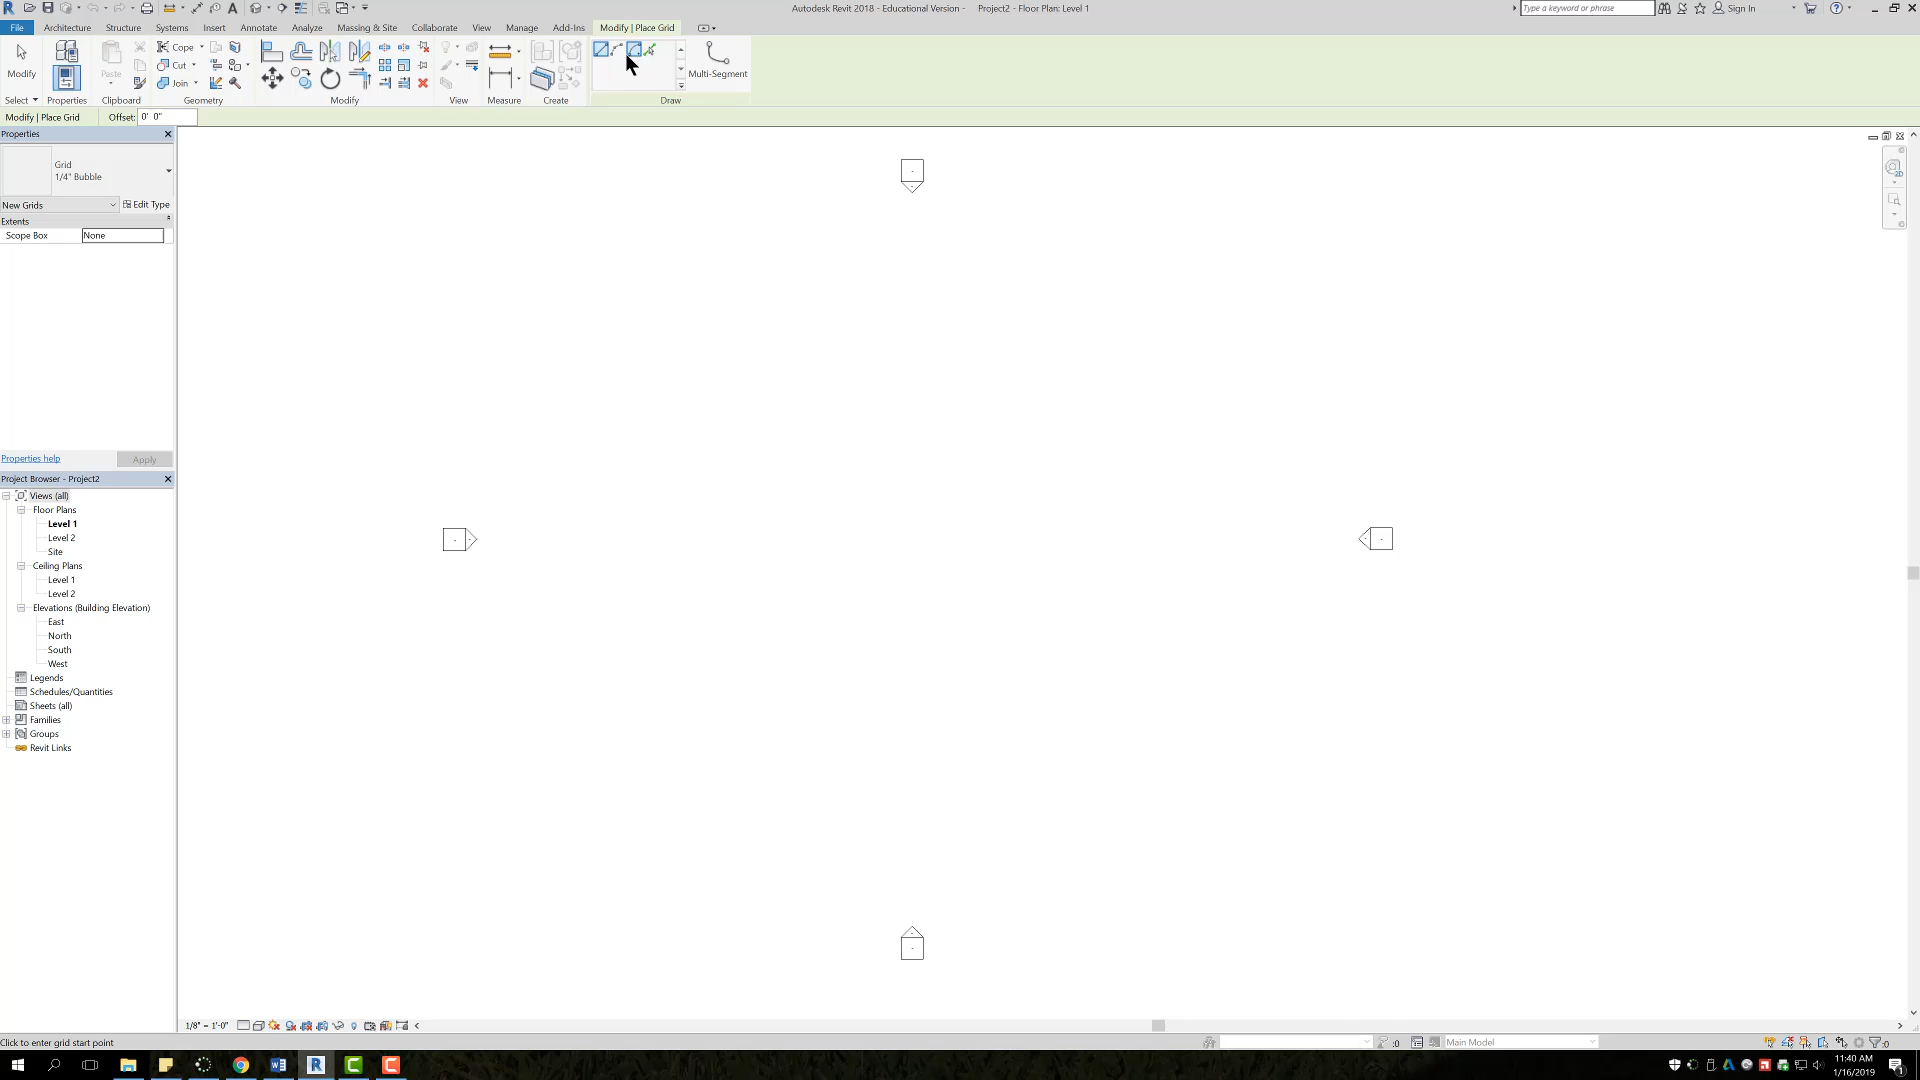 Autodesk Revit 2018 - Educational Version - Project2 - Floor Plan: Level 1
Type a keyword or phrase
Sign In
File Architecture Structure Systems Insert Annotate Analyze Massing & Site Collaborate View Manage Add-Ins Modify | Place Grid
Modify
Paste
Cope
Cut
Join
Multi-Segment
Select Properties Clipboard Geometry Modify View Measure Create Draw
Modify | Place Grid Offset: 0' 0"
Properties
Grid
1/4" Bubble
New Grids Edit Type
Extents
Scope Box None
Properties help Apply
Project Browser - Project2
Views (all)
Floor Plans
Level 1
Level 2
Site
Ceiling Plans
Level 1
Level 2
Elevations (Building Elevation)
East
North
South
West
Legends
Schedules/Quantities
Sheets (all)
Families
Groups
Revit Links
2D
1/8" = 1'-0"
Click to enter grid start point
:0
Main Model
:0
11:40 AM
1/16/2019